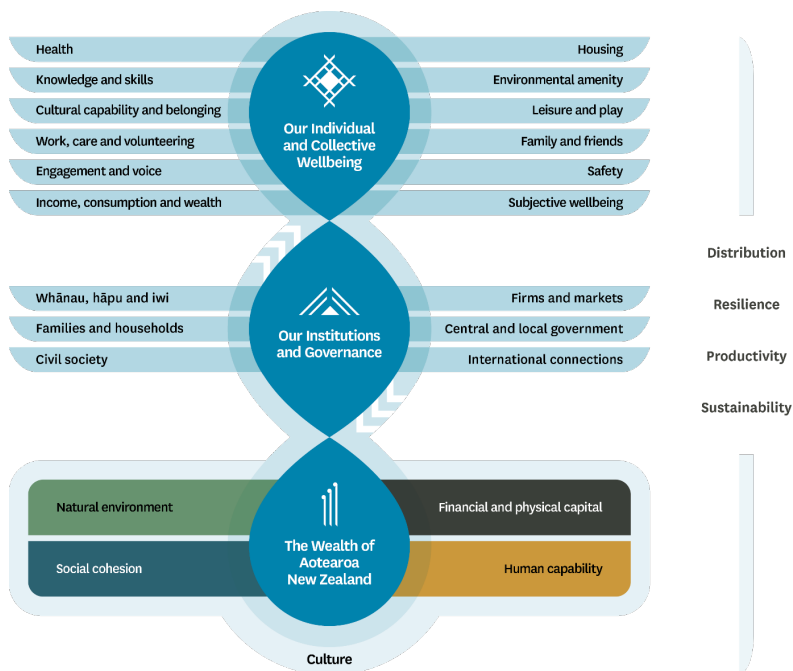 Health
Housing
Knowledge and skills
Environmental amenity
Cultural capability and belonging
Leisure and play
Work, care and volunteering
Family and friends
Engagement and voice
Safety
Income, consumption and wealth
Subjective wellbeing
Our Individual
and Collective
Wellbeing
Whānau, hāpu and iwi
Firms and markets
Families and households
Central and local government
Civil society
International connections
Our Institutions
and Governance
Natural environment
Financial and physical capital
Social cohesion
Human capability
The Wealth of
Aotearoa
New Zealand
Culture
Distribution
Resilience
Productivity
Sustainability